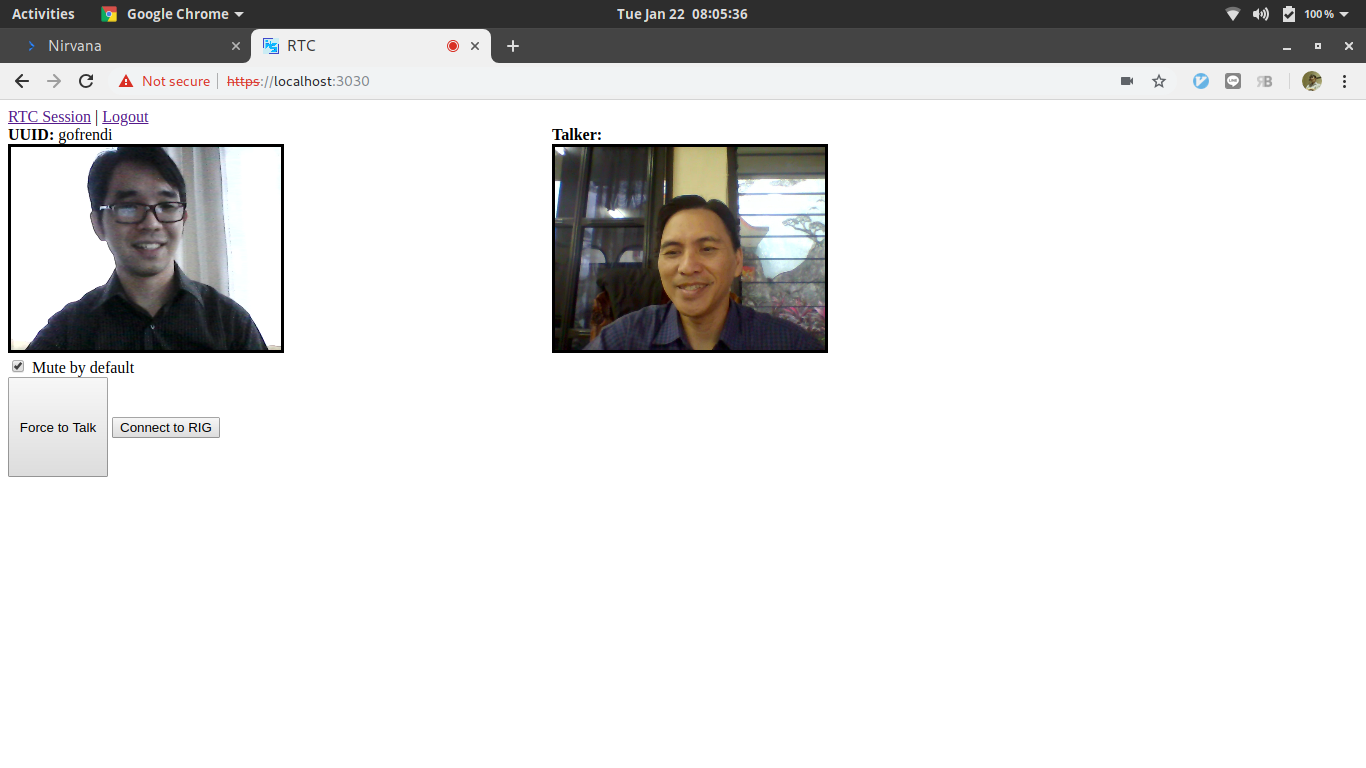 Activities Google Chrome Tue Jan 22 08:05:36 100 %
Nirvana RTC
Not secure https://localhost:3030
RTC Session | Logout
UUID: gofrendi Talker:
Mute by default
Force to Talk Connect to RIG